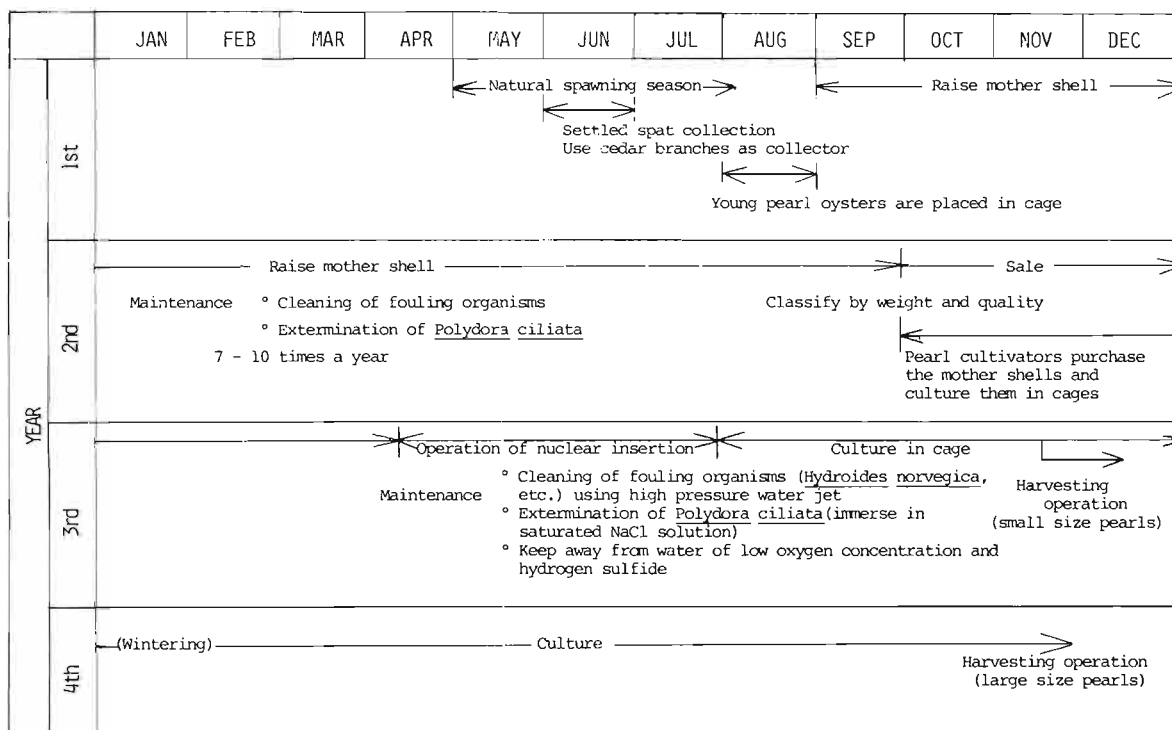 JAN FEB MAR APR MAY JUN JUL AUG SEP OCT NOV DEC
YEAR
1st
Natural spawning season
Raise mother shell
Settled spat collection
Use cedar branches as collector
Young pearl oysters are placed in cage
2nd
Raise mother shell
Sale
Maintenance ° Cleaning of fouling organisms
Classify by weight and quality
° Extermination of Polydora ciliata
7 - 10 times a year
Pearl cultivators purchase
the mother shells and
culture them in cages
3rd
Operation of nuclear insertion
Culture in cage
Maintenance
° Cleaning of fouling organisms (Hydroides norvegica,
etc.) using high pressure water jet
° Extermination of Polydora ciliata(immerse in
saturated NaCl solution)
° Keep away from water of low oxygen concentration and
hydrogen sulfide
Harvesting
operation
(small size pearls)
4th
(Wintering)
Culture
Harvesting operation
(large size pearls)